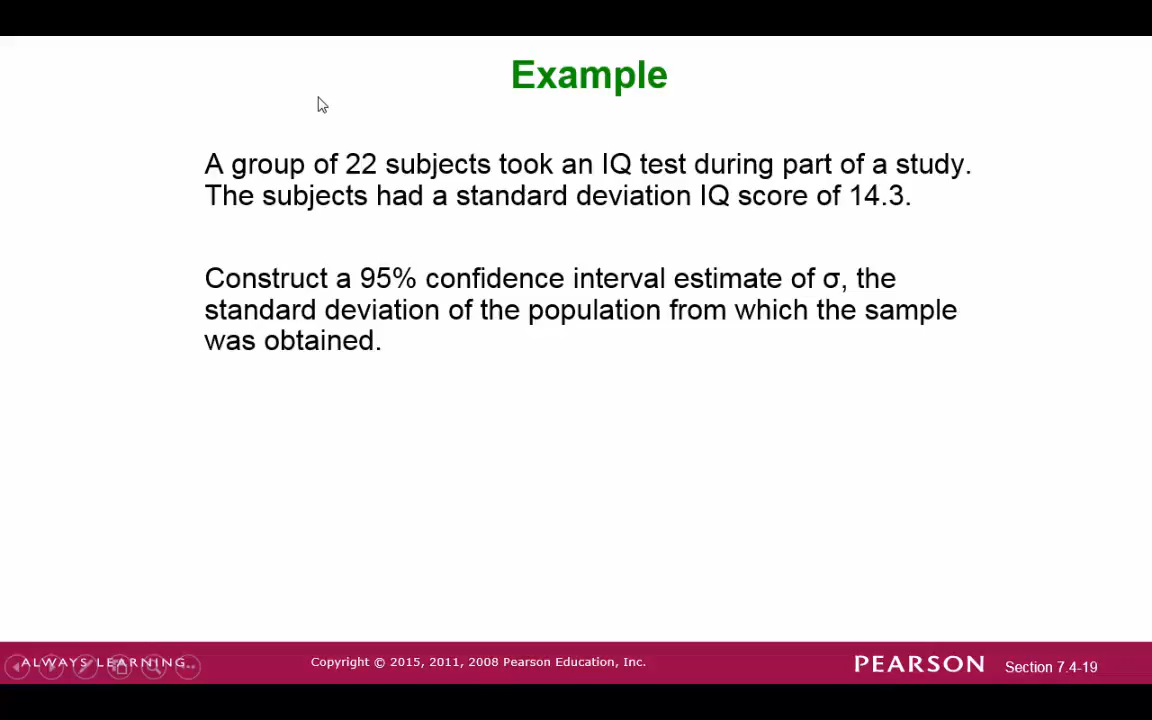 Example
A group of 22 subjects took an IQ test during part of a study.
The subjects had a standard deviation IQ score of 14.3.
Construct a 95% confidence interval estimate of σ, the
standard deviation of the population from which the sample
was obtained.
ALWAYS LEARNING
Copyright © 2015, 2011, 2008 Pearson Education, Inc.
PEARSON
Section 7.4-19